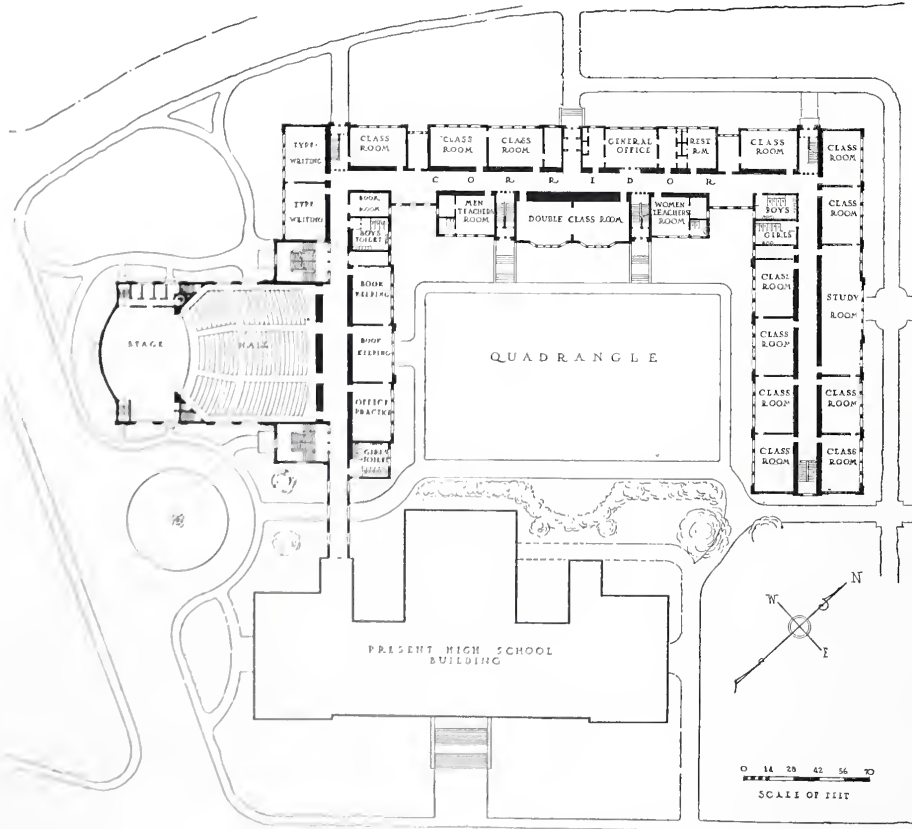 TYPE-
WRITING
CLASS
ROOM
CLASS
ROOM
CLASS
ROOM
GENERAL
OFFICE
REST
RM.
CLASS
ROOM
CLASS
ROOM
CORRIDOR
TYPE
WRITING
BOOK
ROOM
BOYS
TOILET
MEN
TEACHERS
ROOM
DOUBLE CLASS ROOM
WOMEN
TEACHERS
ROOM
BOYS
GIRLS
CLASS
ROOM
BOOK
KEEPING
CLASS
ROOM
STUDY
ROOM
STAGE
HALL
BOOK
KEEPING
QUADRANGLE
CLASS
ROOM
OFFICE
PRACTICE
CLASS
ROOM
CLASS
ROOM
GIRLS
TOILET
CLASS
ROOM
CLASS
ROOM
PRESENT HIGH SCHOOL
BUILDING
N
W
E
S
0 14 28 42 56 70
SCALE OF FEET